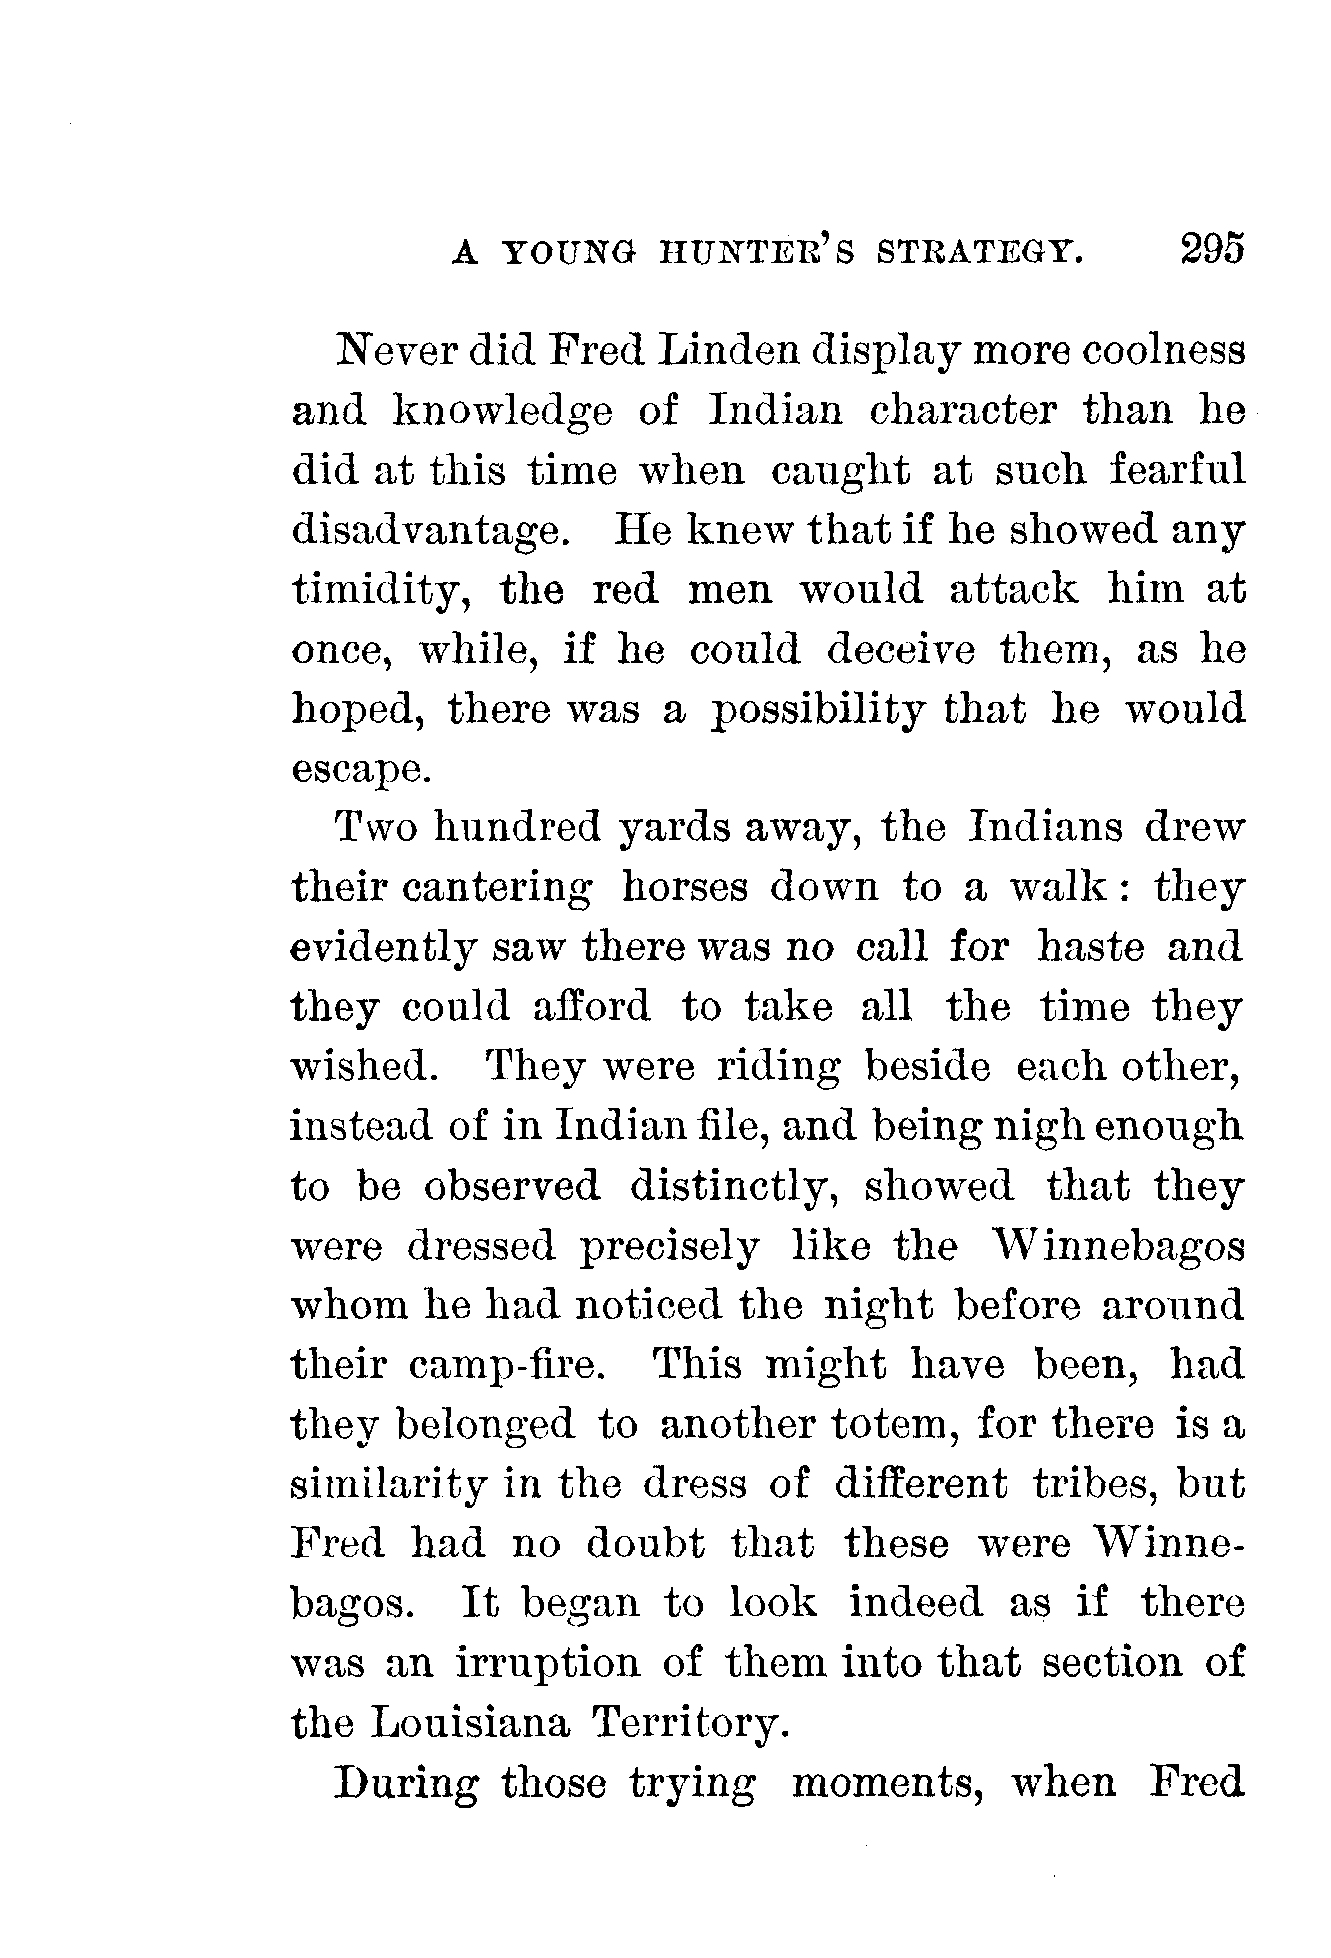 A YOUNG HUNTER'S STRATEGY. 295
Never did Fred Linden display more coolness
and knowledge of Indian character than he
did at this time when caught at such fearful
disadvantage. He knew that if he showed any
timidity, the red men would attack him at
once, while, if he could deceive them, as he
hoped, there was a possibility that he would
escape.
Two hundred yards away, the Indians drew
their cantering horses down to a walk : they
evidently saw there was no call for haste and
they could afford to take all the time they
wished. They were riding beside each other,
instead of in Indian file, and being nigh enough
to be observed distinctly, showed that they
were dressed precisely like the Winnebagos
whom he had noticed the night before around
their camp-fire. This might have been, had
they belonged to another totem, for there is a
similarity in the dress of different tribes, but
Fred had no doubt that these were Winne-
bagos. It began to look indeed as if there
was an irruption of them into that section of
the Louisiana Territory.
During those trying moments, when Fred